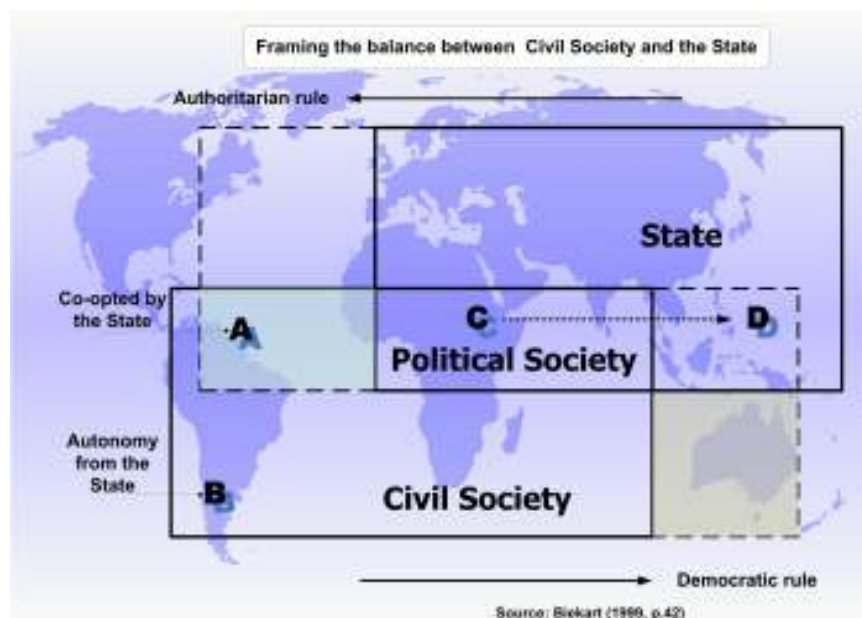 Framing the balance between Civil Society and the State
Authoritarian rule
State
Co-opted by
the State
A
C
D
Political Society
Autonomy
from the
State
B
Civil Society
Democratic rule
Source: Biekart (1999, p.42)